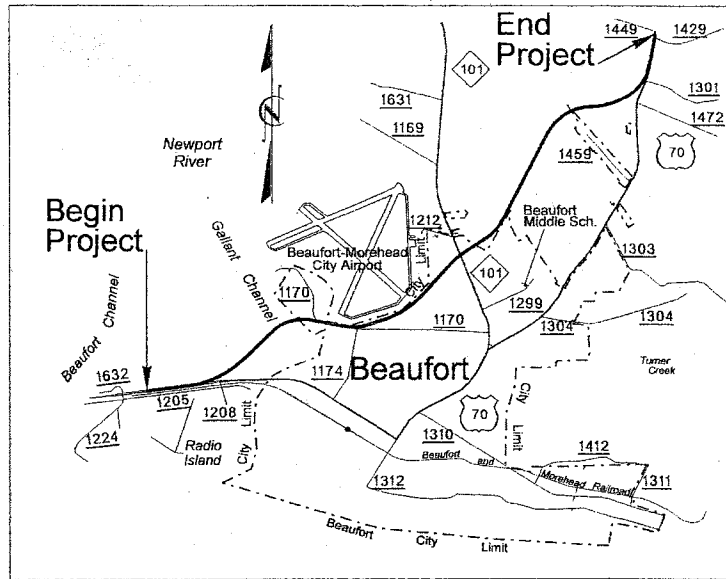 End
Project
1449
1429
101
1631
1169
1301
1472
Newport
River
1459
70
Begin
Project
Gallant Channel
1212
Beaufort
Middle Sch.
Beaufort-Morehead
City Airport
City Limit
1303
1170
101
Beaufort Channel
1299
1170
1304
1304
1632
1174
Beaufort
Turner
Creek
1205
1208
70
City Limit
1224
Radio
Island
City Limit
1310
1412
Beaufort and Morehead Railroad
1312
1311
Beaufort City Limit